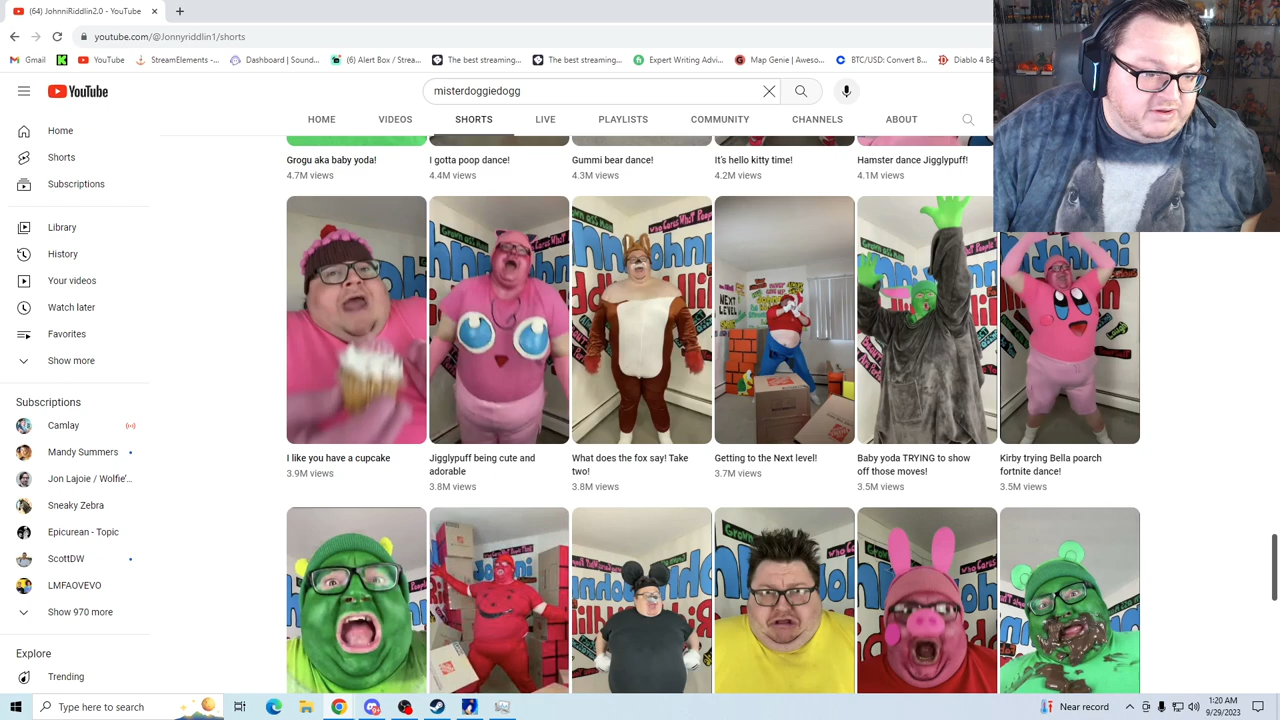 (64) JohnniRiddlin2.0 - YouTube
youtube.com/@Jonnyriddlin1/shorts
Gmail
YouTube
StreamElements -...
Dashboard | Sound...
(6) Alert Box / Strea...
The best streaming...
The best streaming...
Expert Writing Advi...
Map Genie | Aweso...
BTC/USD: Convert B...
Diablo 4 Be
YouTube
misterdoggiedogg
HOME
VIDEOS
SHORTS
LIVE
PLAYLISTS
COMMUNITY
CHANNELS
ABOUT
Home
Shorts
Subscriptions
Library
History
Your videos
Watch later
Favorites
Show more
Subscriptions
Camlay
Mandy Summers
Jon Lajoie / Wolfie'...
Sneaky Zebra
Epicurean - Topic
ScottDW
LMFAOVEVO
Show 970 more
Explore
Trending
Grogu aka baby yoda!
4.7M views
I gotta poop dance!
4.4M views
Gummi bear dance!
4.3M views
It's hello kitty time!
4.2M views
Hamster dance Jigglypuff!
4.1M views
NEXT
LEVEL
I like you have a cupcake
3.9M views
Jigglypuff being cute and
adorable
3.8M views
What does the fox say! Take
two!
3.8M views
Getting to the Next level!
3.7M views
Baby yoda TRYING to show
off those moves!
3.5M views
Kirby trying Bella poarch
fortnite dance!
3.5M views
Type here to search
Near record
1:20 AM
9/29/2023